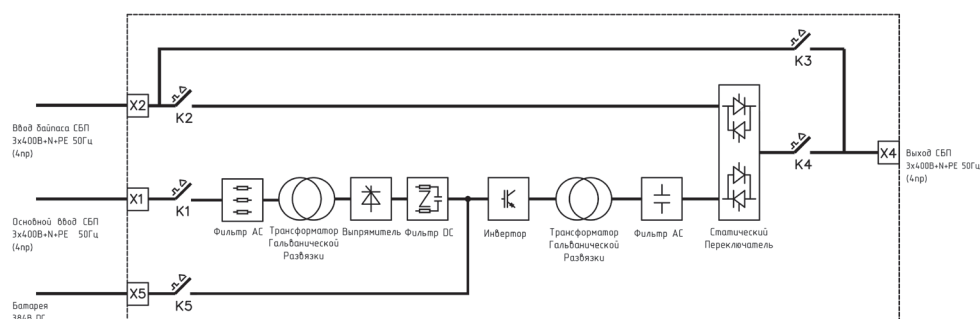 K3
X2
K2
Ввод байпаса СБП
3х400В+N+PE 50Гц
(4пр)
K4
X4
Выход СБП
3х400В+N+PE 50Гц
(4пр)
X1
K1
Основной ввод СБП
3х400В+N+PE 50Гц
(4пр)
Фильтр АС
Трансформатор
Гальванической
Развязки
Выпрямитель
Фильтр DC
Инвертор
Трансформатор
Гальванической
Развязки
Фильтр АС
Статический
Переключатель
X5
K5
Батарея
384В DC